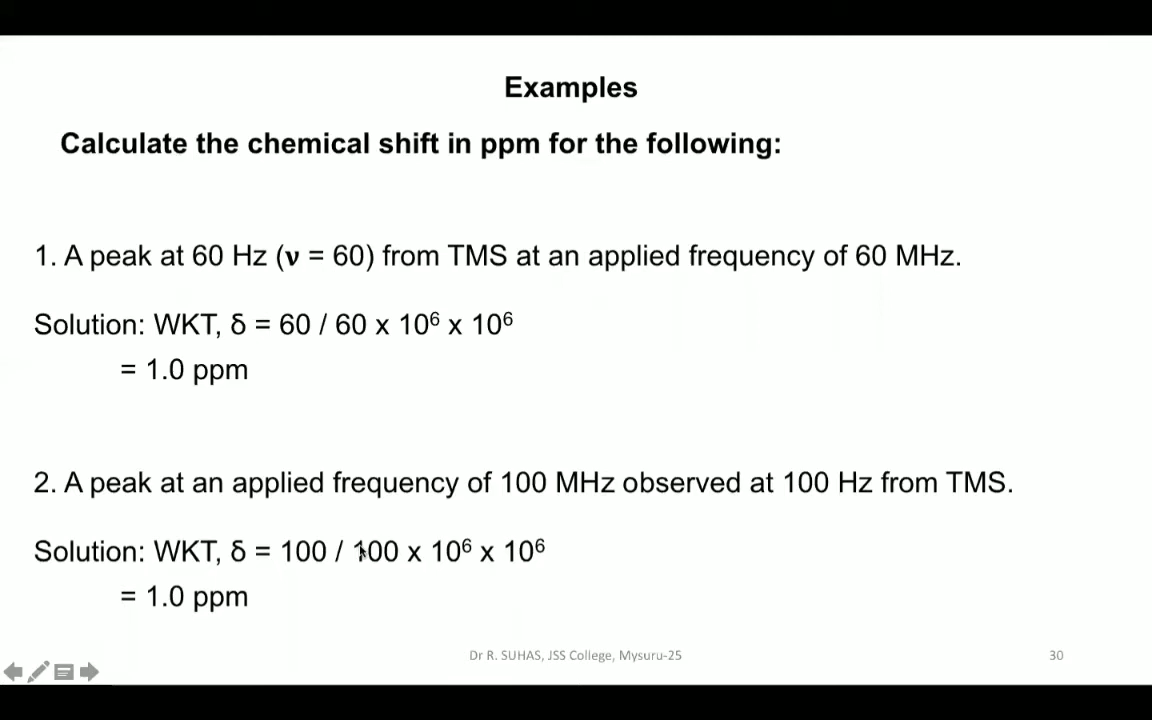 Examples
Calculate the chemical shift in ppm for the following:
1. A peak at 60 Hz (ν = 60) from TMS at an applied frequency of 60 MHz.
Solution: WKT, δ = 60 / 60 x 10⁶ x 10⁶
= 1.0 ppm
2. A peak at an applied frequency of 100 MHz observed at 100 Hz from TMS.
Solution: WKT, δ = 100 / 100 x 10⁶ x 10⁶
= 1.0 ppm
Dr R. SUHAS, JSS College, Mysuru-25
30